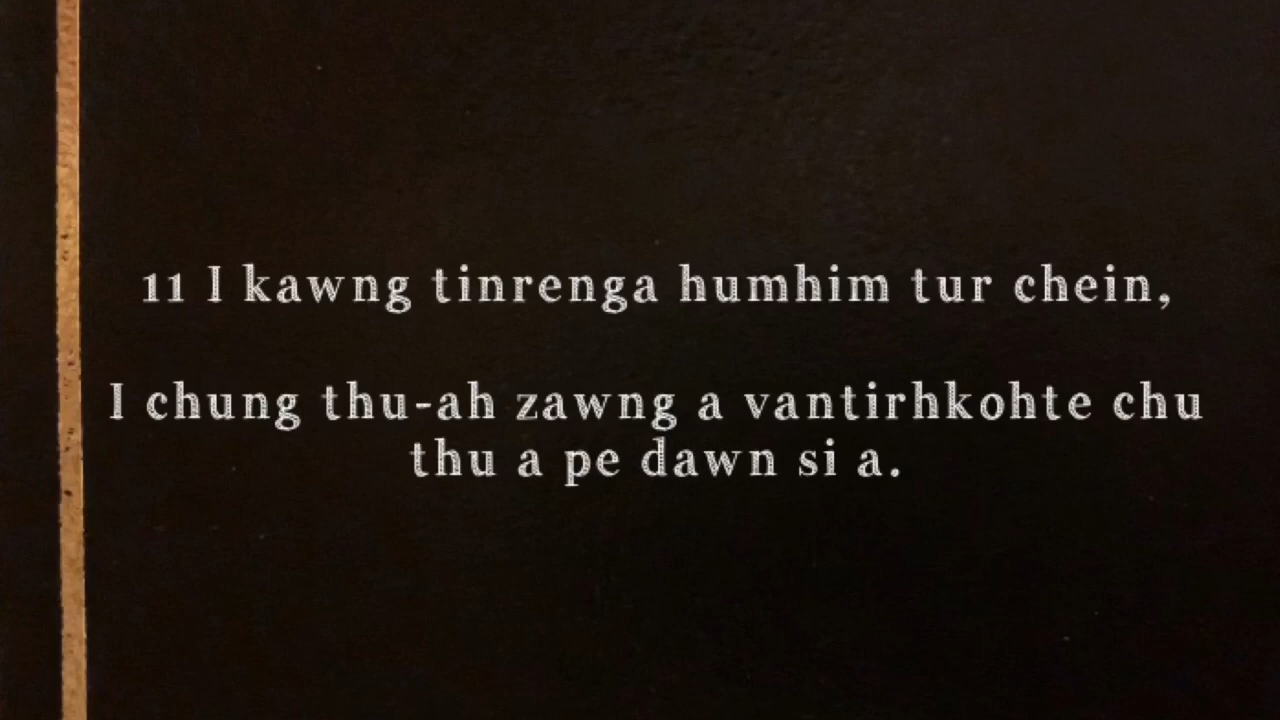 11 I kawng tinrenga humhim tur chein,
I chung thu-ah zawng a vantirhkohte chu
thu a pe dawn si a.